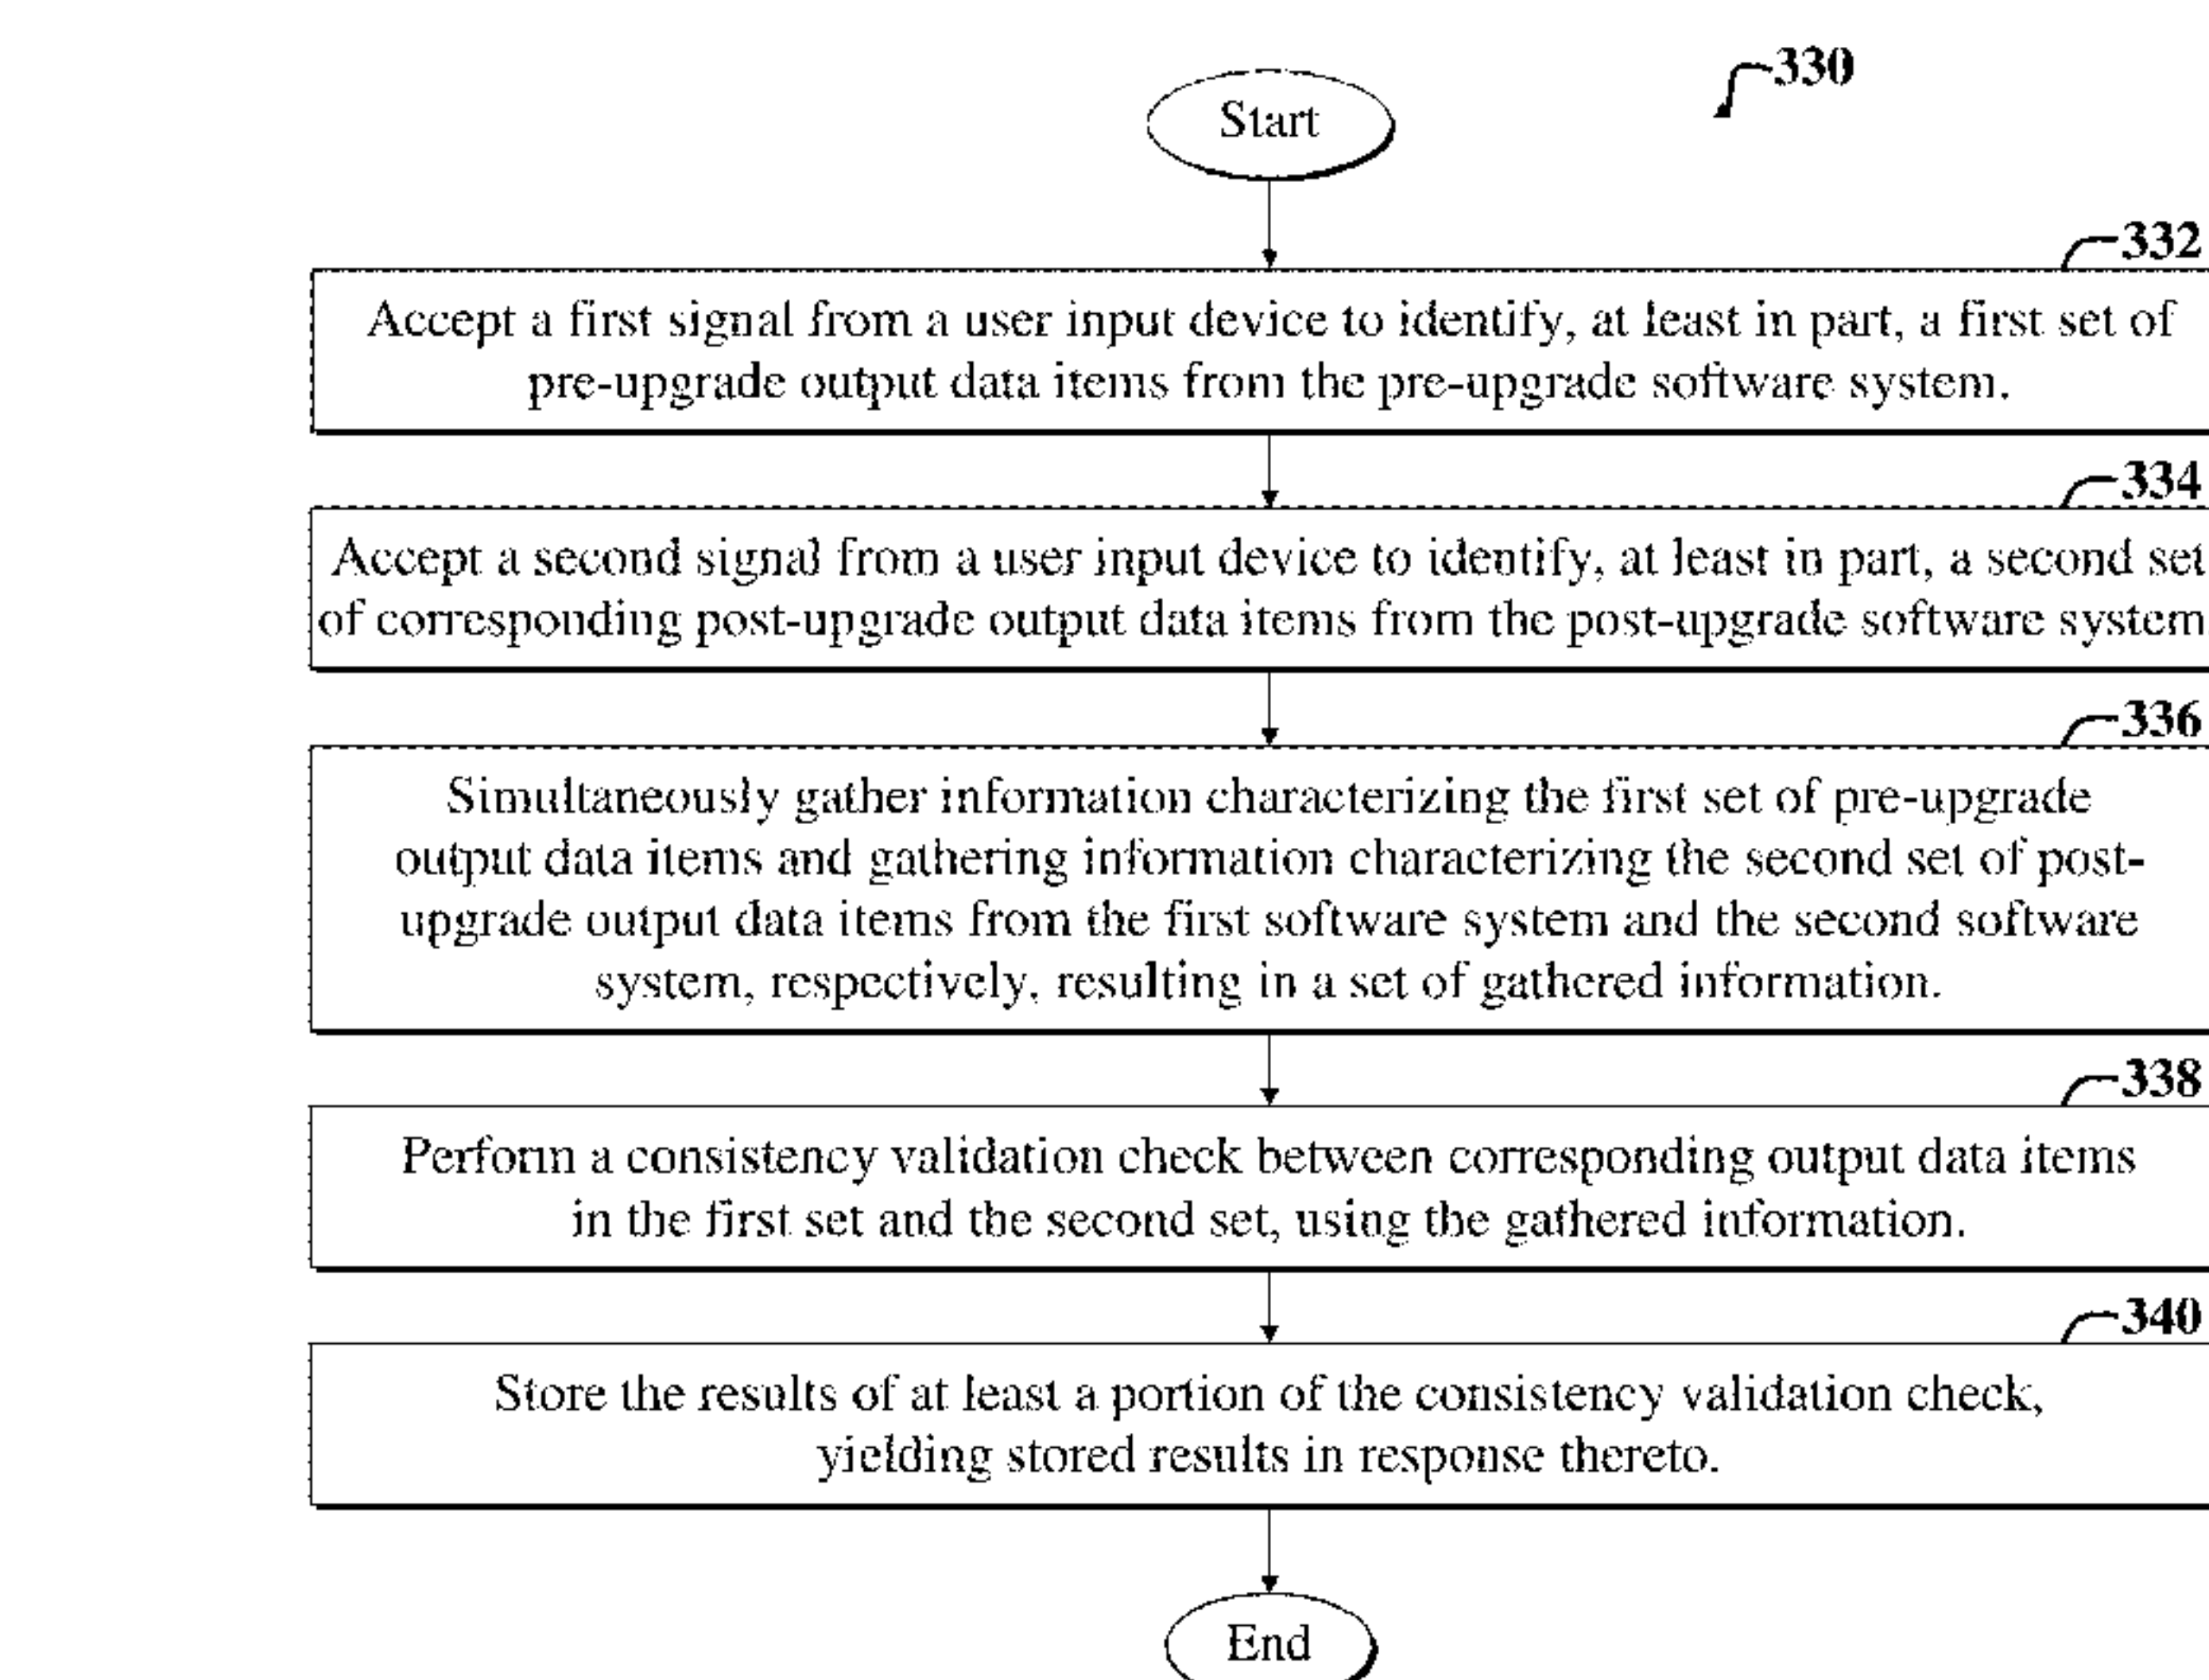 330
Start
332
Accept a first signal from a user input device to identify, at least in part, a first set of
pre-upgrade output data items from the pre-upgrade software system.
334
Accept a second signal from a user input device to identify, at least in part, a second set
of corresponding post-upgrade output data items from the post-upgrade software system
336
Simultaneously gather information characterizing the first set of pre-upgrade
output data items and gathering information characterizing the second set of post-
upgrade output data items from the first software system and the second software
system, respectively, resulting in a set of gathered information.
338
Perform a consistency validation check between corresponding output data items
in the first set and the second set, using the gathered information.
340
Store the results of at least a portion of the consistency validation check,
yielding stored results in response thereto.
End